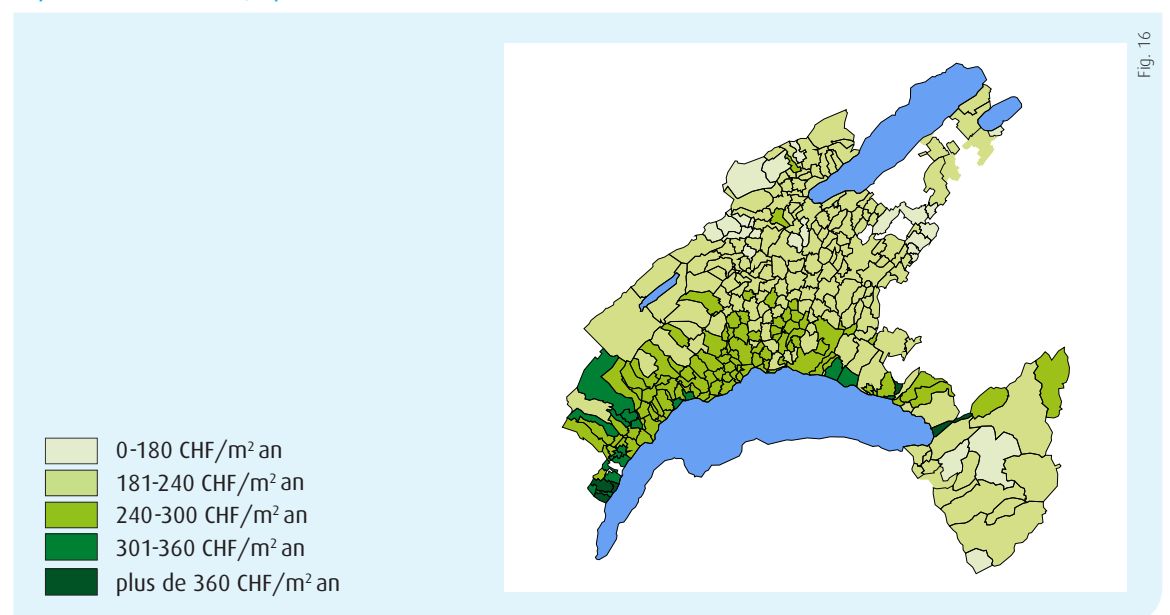 Fig. 16
0-180 CHF/m² an
181-240 CHF/m² an
240-300 CHF/m² an
301-360 CHF/m² an
plus de 360 CHF/m² an